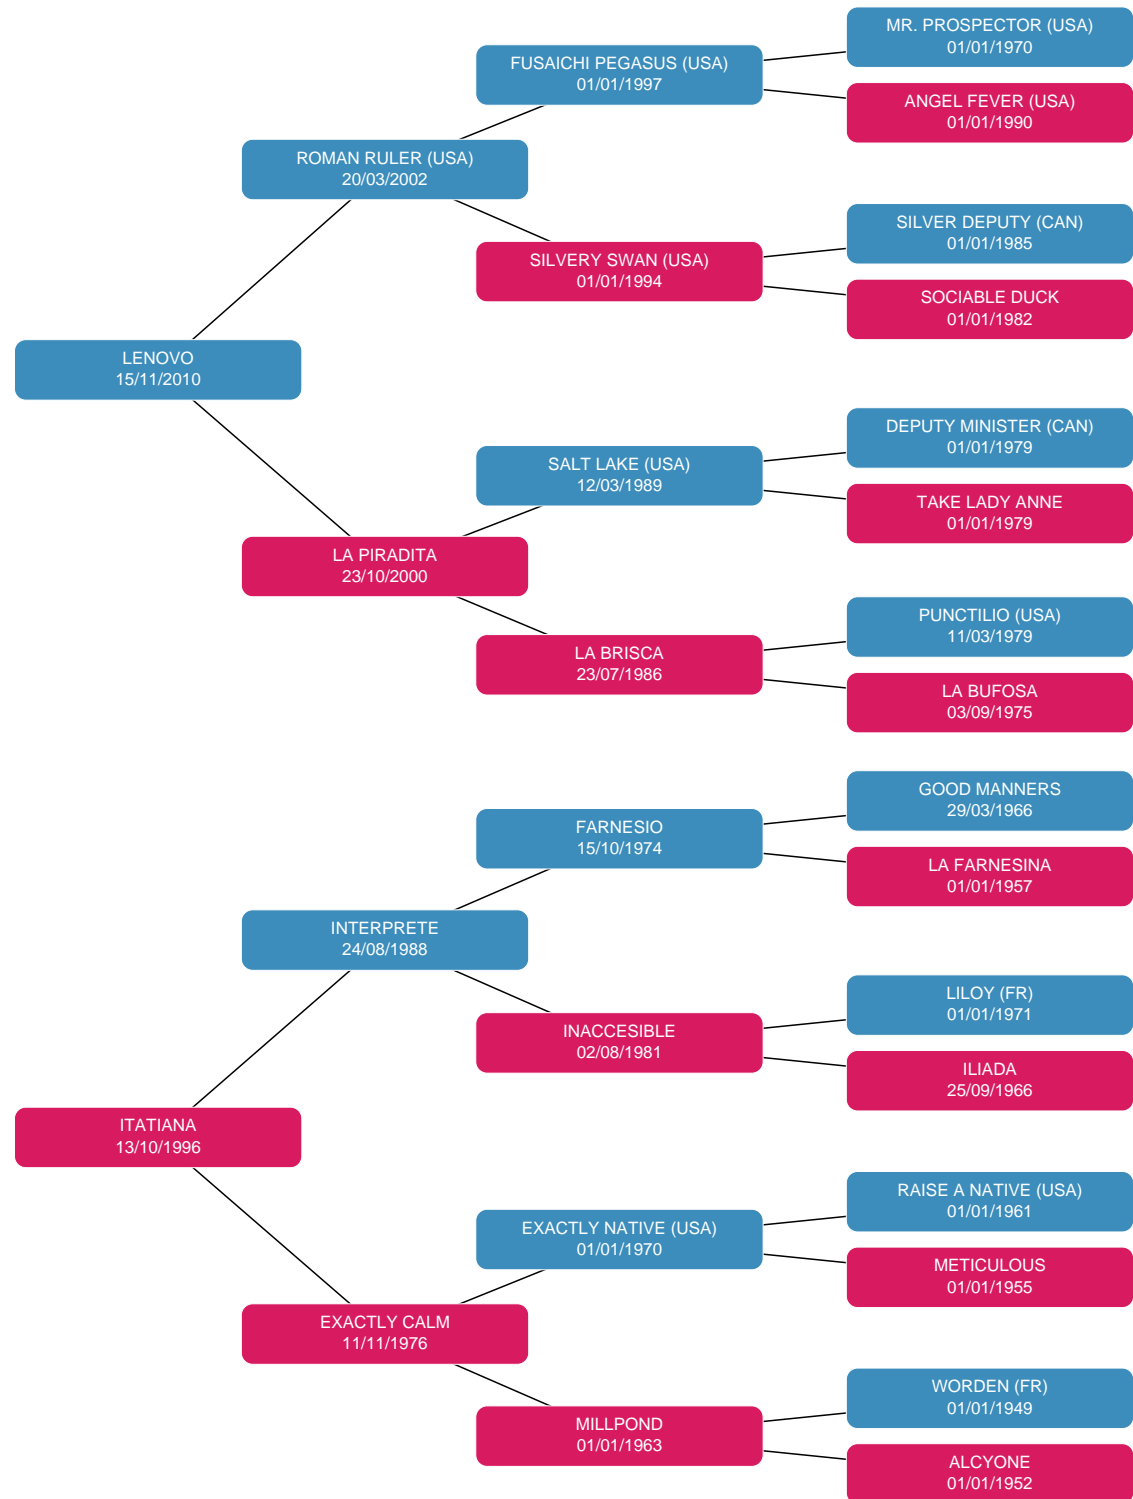 MR. PROSPECTOR (USA)
01/01/1970
FUSAICHI PEGASUS (USA)
01/01/1997
ANGEL FEVER (USA)
01/01/1990
ROMAN RULER (USA)
20/03/2002
SILVER DEPUTY (CAN)
01/01/1985
SILVERY SWAN (USA)
01/01/1994
SOCIABLE DUCK
01/01/1982
LENOVO
15/11/2010
DEPUTY MINISTER (CAN)
01/01/1979
SALT LAKE (USA)
12/03/1989
TAKE LADY ANNE
01/01/1979
LA PIRADITA
23/10/2000
PUNCTILIO (USA)
11/03/1979
LA BRISCA
23/07/1986
LA BUFOSA
03/09/1975
GOOD MANNERS
29/03/1966
FARNESIO
15/10/1974
LA FARNESINA
01/01/1957
INTERPRETE
24/08/1988
LILOY (FR)
01/01/1971
INACCESIBLE
02/08/1981
ILIADA
25/09/1966
ITATIANA
13/10/1996
RAISE A NATIVE (USA)
01/01/1961
EXACTLY NATIVE (USA)
01/01/1970
METICULOUS
01/01/1955
EXACTLY CALM
11/11/1976
WORDEN (FR)
01/01/1949
MILLPOND
01/01/1963
ALCYONE
01/01/1952